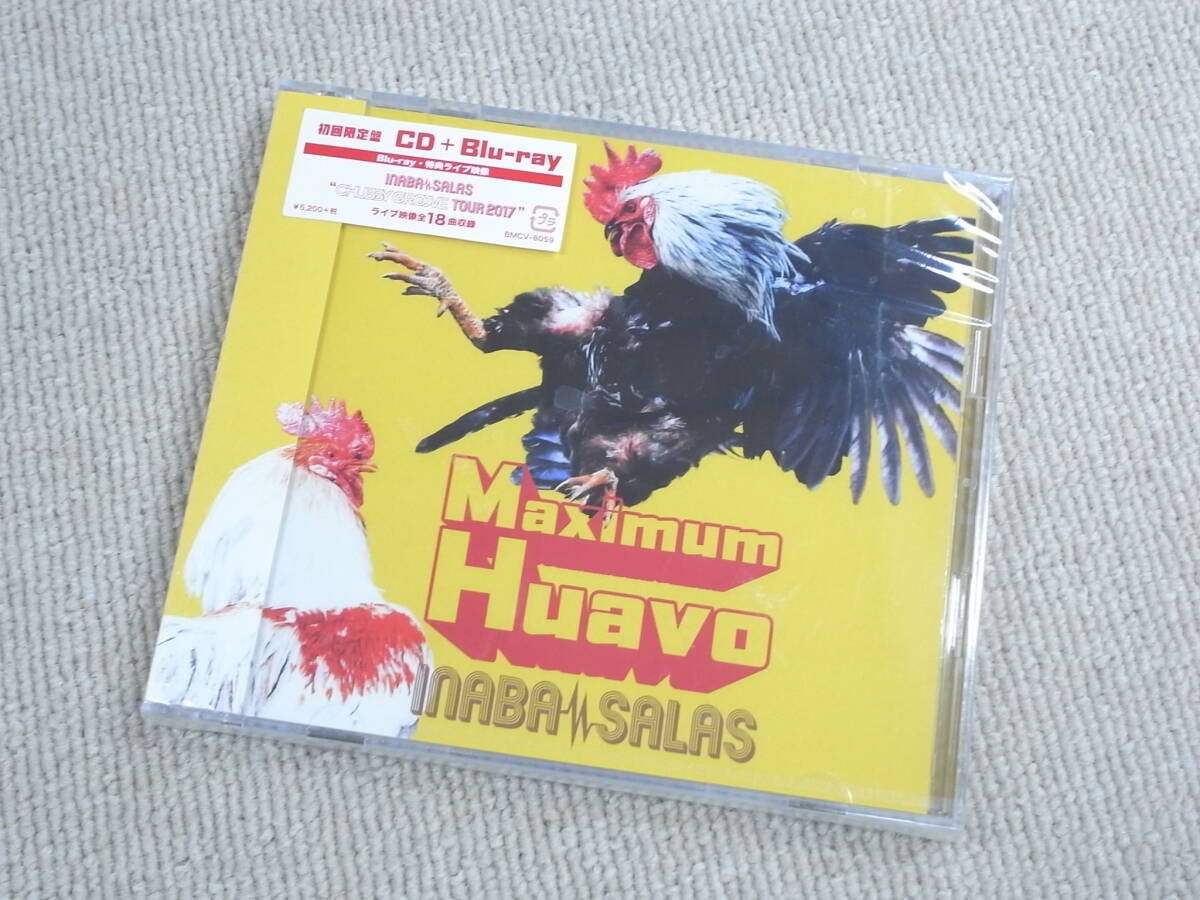 初回限定盤 CD + Blu-ray
Blu-ray・特典ライブ映像
INABA SALAS
"CHUBBY GROOVE TOUR 2017"
¥5,200+税 ライブ映像全18曲収録
プラ
BMCV-8059
Maximum
Huavo
INABA SALAS